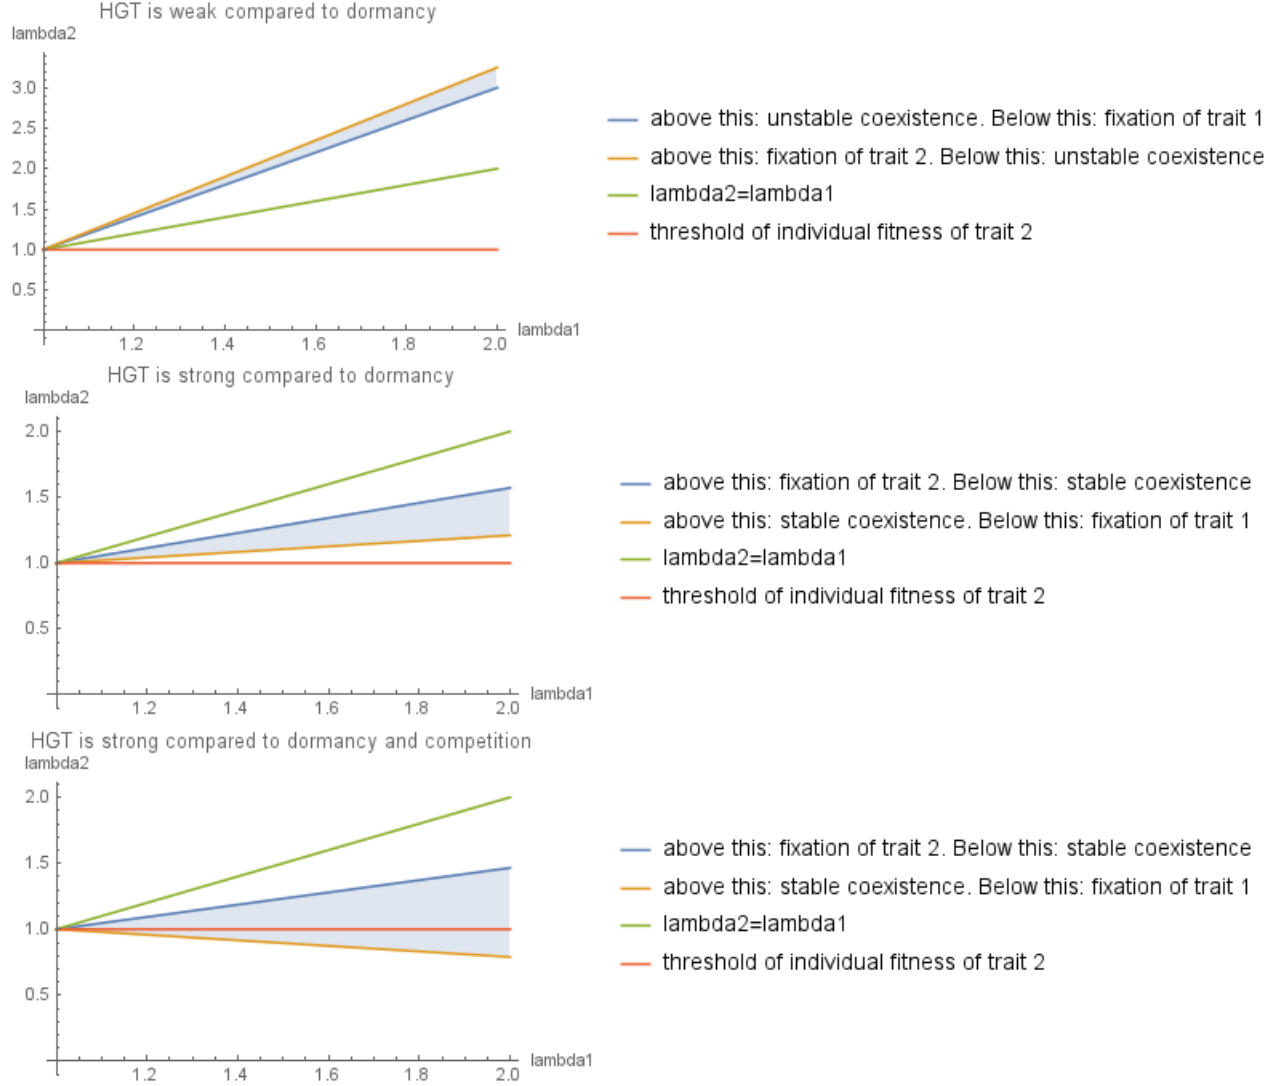 HGT is weak compared to dormancy
lambda2
3.0
2.5
2.0
1.5
1.0
0.5
1.2 1.4 1.6 1.8 2.0
lambda1
above this: unstable coexistence. Below this: fixation of trait 1
above this: fixation of trait 2. Below this: unstable coexistence
lambda2=lambda1
threshold of individual fitness of trait 2
HGT is strong compared to dormancy
lambda2
2.0
1.5
1.0
0.5
1.2 1.4 1.6 1.8 2.0
lambda1
above this: fixation of trait 2. Below this: stable coexistence
above this: stable coexistence. Below this: fixation of trait 1
lambda2=lambda1
threshold of individual fitness of trait 2
HGT is strong compared to dormancy and competition
lambda2
2.0
1.5
1.0
0.5
1.2 1.4 1.6 1.8 2.0
lambda1
above this: fixation of trait 2. Below this: stable coexistence
above this: stable coexistence. Below this: fixation of trait 1
lambda2=lambda1
threshold of individual fitness of trait 2